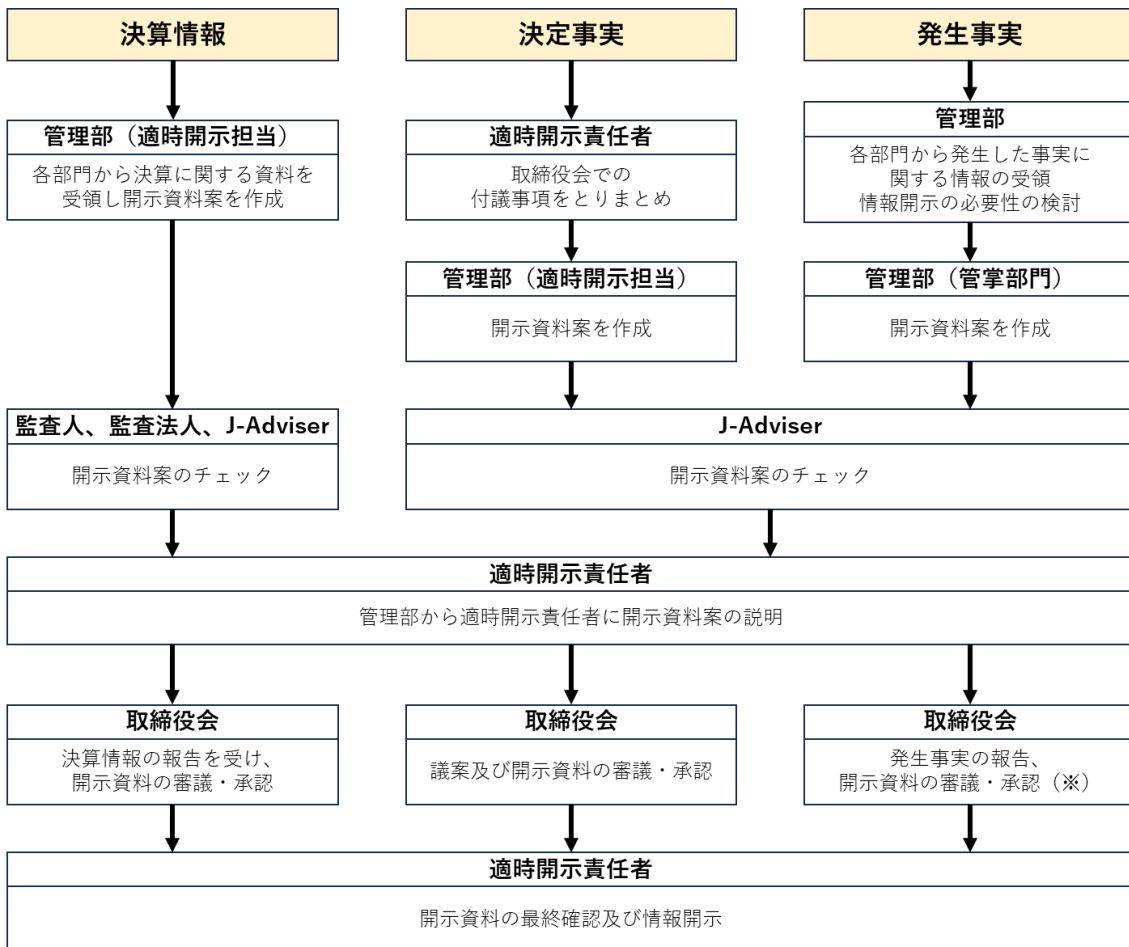 決算情報
決定事実
発生事実
管理部（適時開示担当）
各部門から決算に関する資料を
受領し開示資料案を作成
適時開示責任者
取締役会での
付議事項をとりまとめ
管理部
各部門から発生した事実に
関する情報の受領
情報開示の必要性の検討
管理部（適時開示担当）
開示資料案を作成
管理部（管掌部門）
開示資料案を作成
監査人、監査法人、J-Adviser
開示資料案のチェック
J-Adviser
開示資料案のチェック
適時開示責任者
管理部から適時開示責任者に開示資料案の説明
取締役会
決算情報の報告を受け、
開示資料の審議・承認
取締役会
議案及び開示資料の審議・承認
取締役会
発生事実の報告、
開示資料の審議・承認（※）
適時開示責任者
開示資料の最終確認及び情報開示